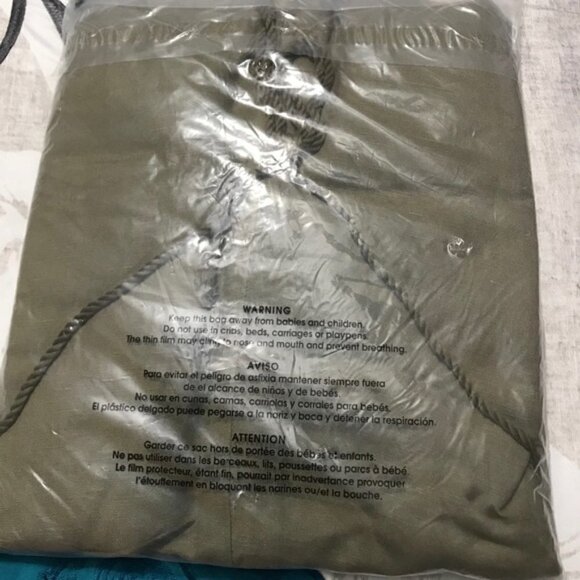 WARNING
Keep this bag away from babies and children.
Do not use in cribs, beds, carriages or playpens.
The thin film may cling to nose and mouth and prevent breathing.
AVISO
Para evitar el peligro de asfixia mantener siempre fuera
de el alcance de niños y de bebés.
No usar en cunas, camas, carriolas y corrales para bebés.
El plástico delgado puede pegarse a la nariz y boca y detener la respiración.
ATTENTION
Garder ce sac hors de portée des bébés et enfants.
Ne pas utiliser dans les berceaux, lits, poussettes ou parcs à bébé.
Le film protecteur, étant fin, pourrait par inadvertance provoquer
l'étouffement en bloquant les narines ou/et la bouche.